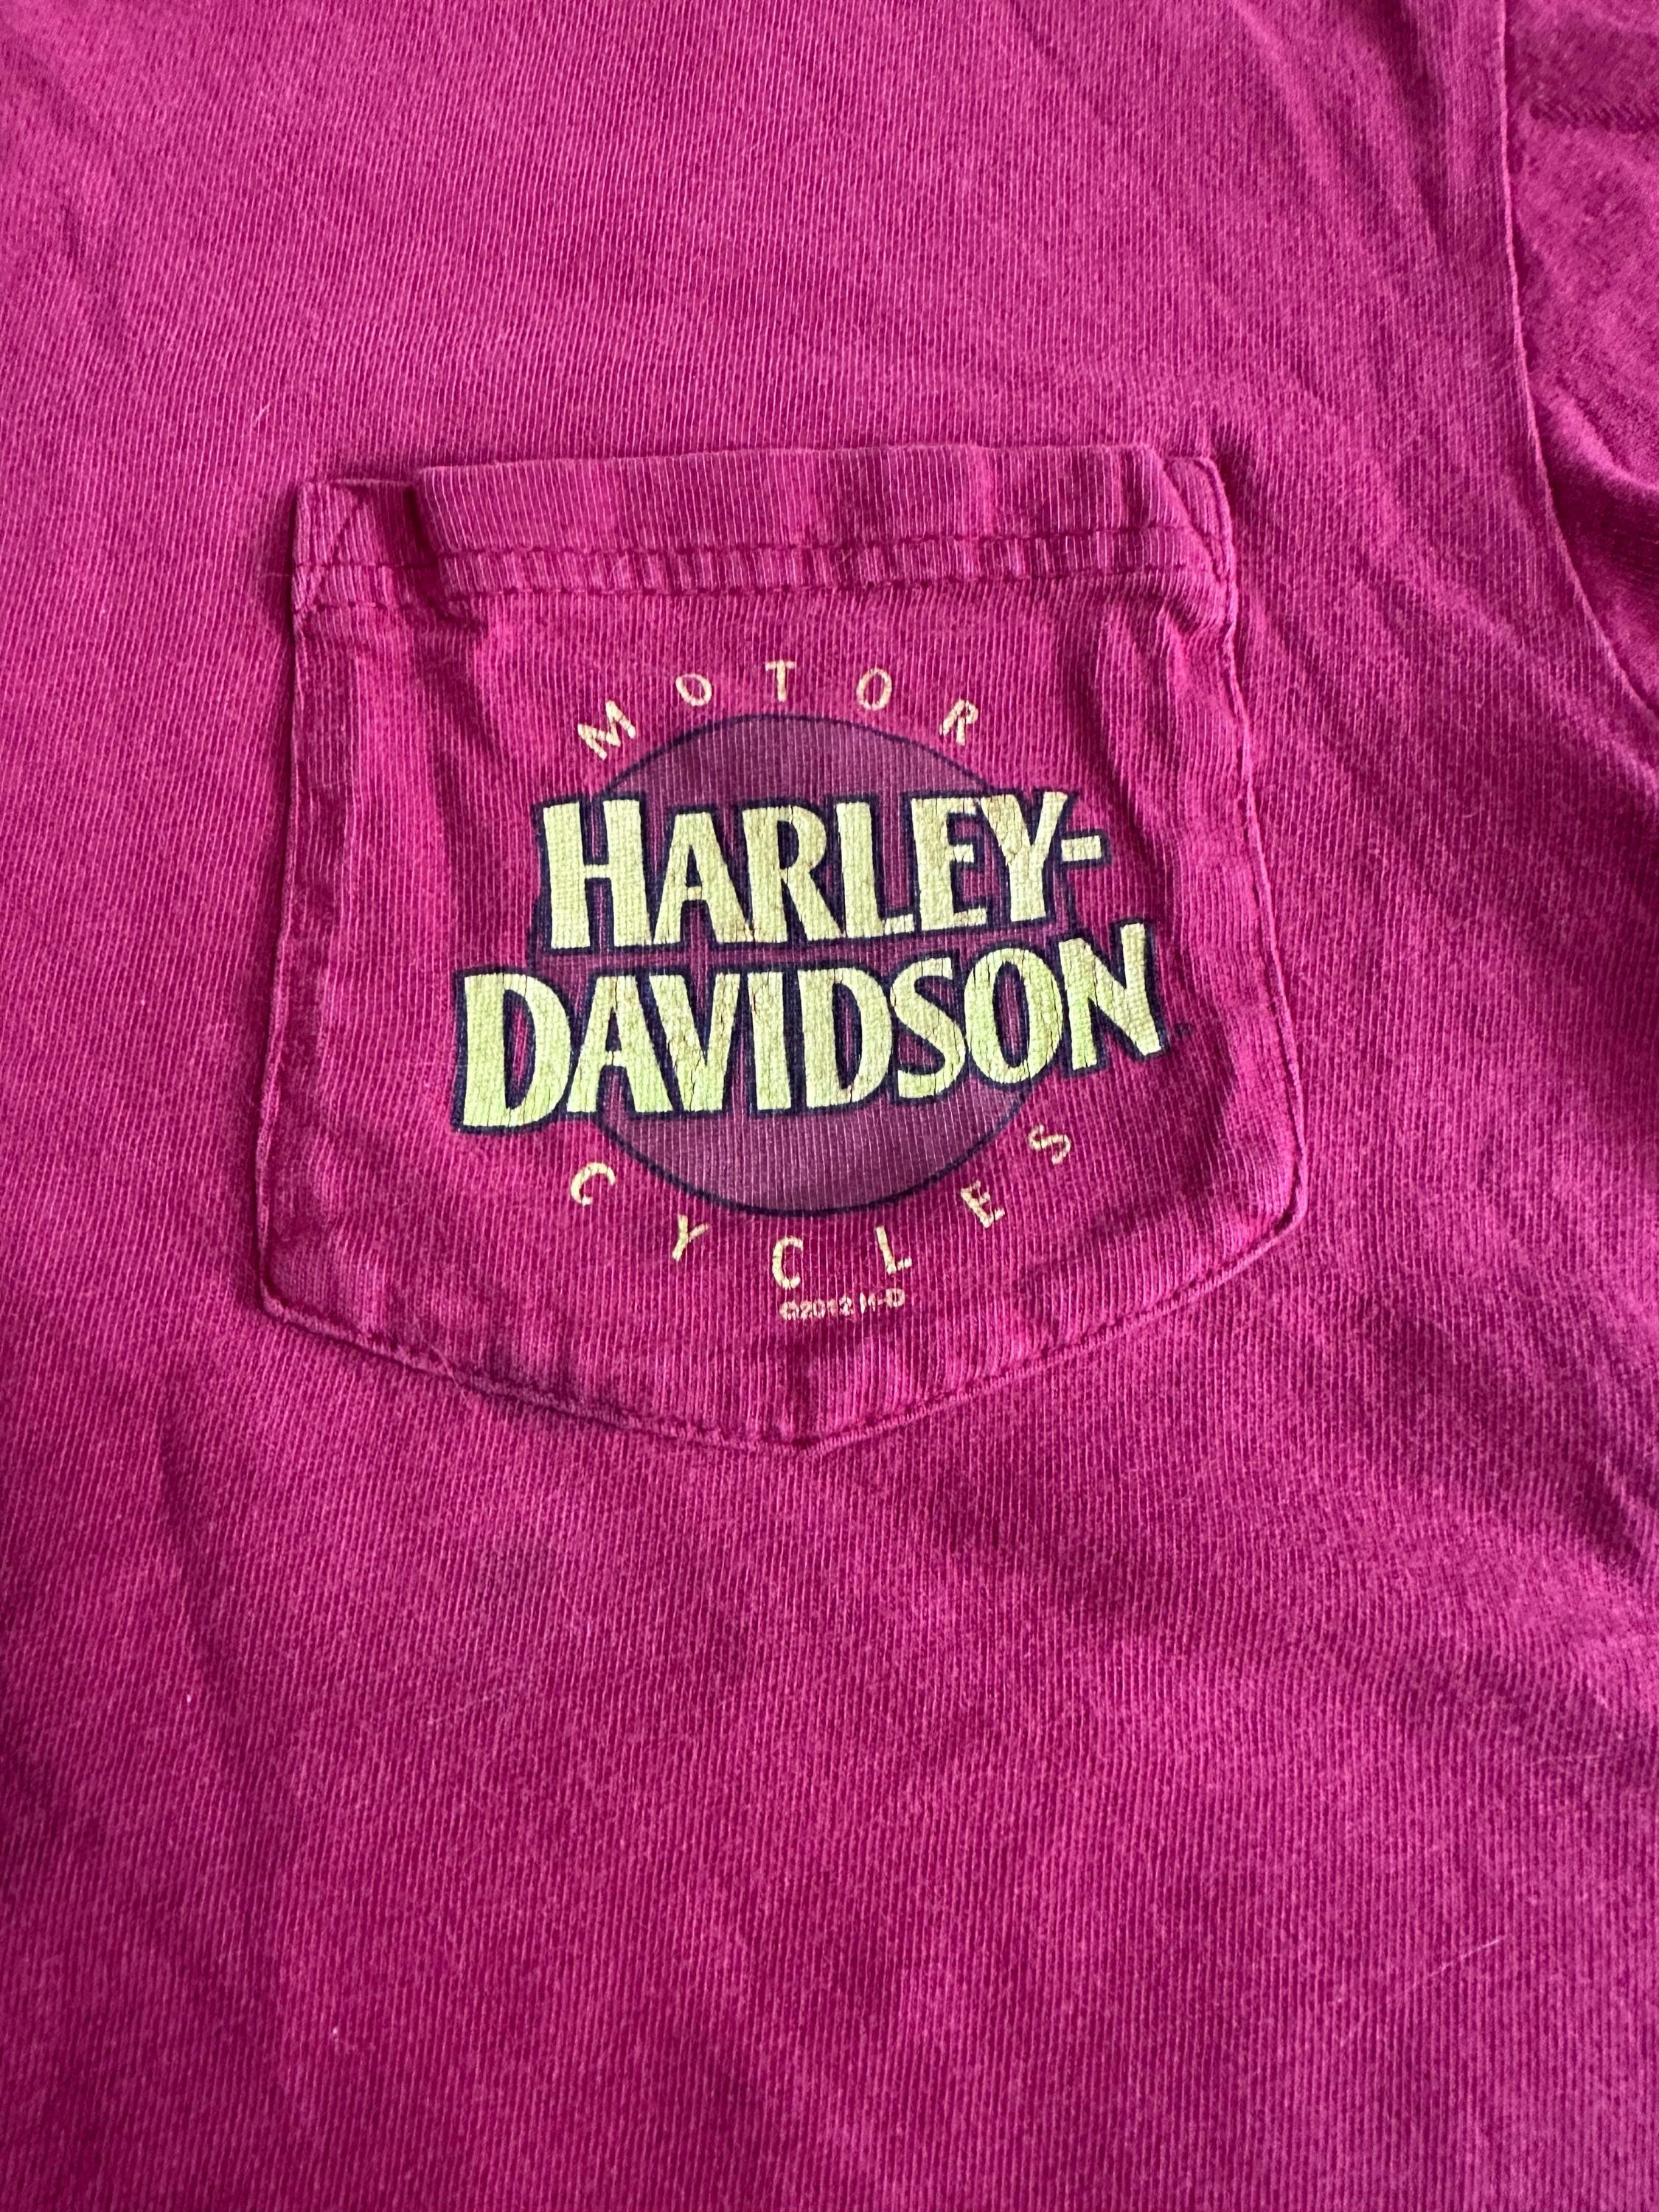 MOTOR
HARLEY-
DAVIDSON
CYCLES
©2012 H-D